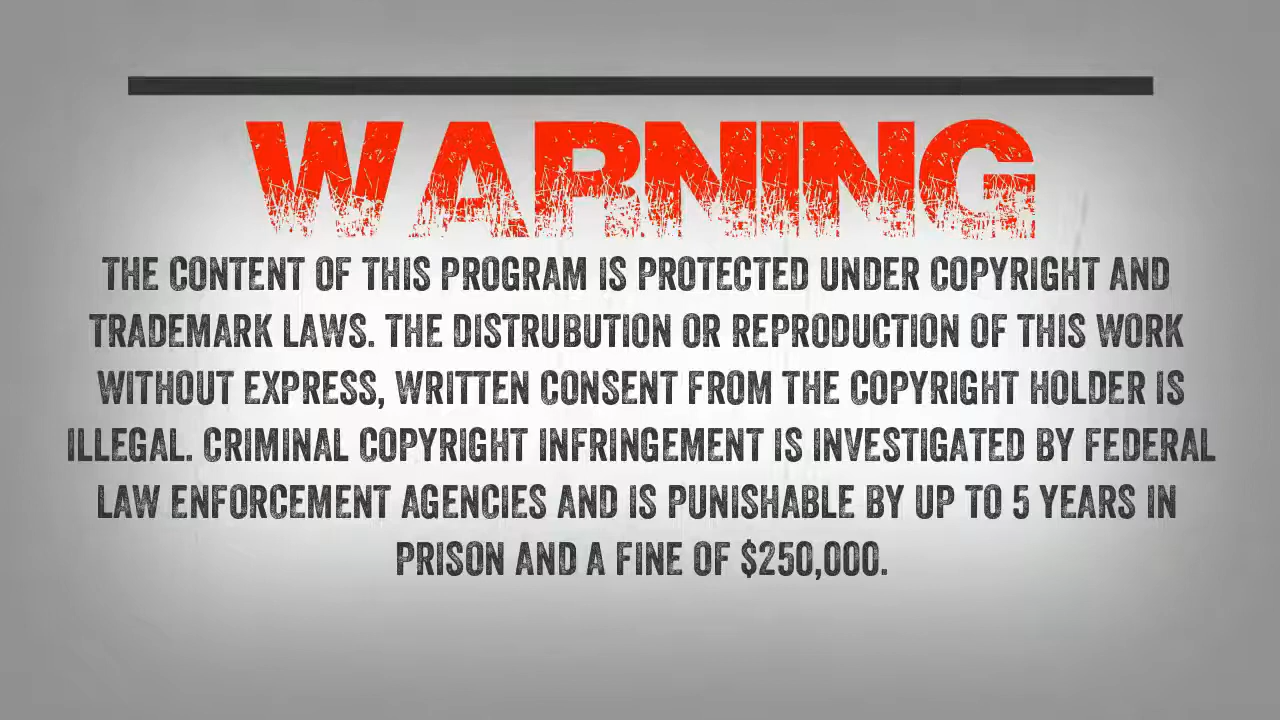 WARNING
THE CONTENT OF THIS PROGRAM IS PROTECTED UNDER COPYRIGHT AND
TRADEMARK LAWS. THE DISTRUBUTION OR REPRODUCTION OF THIS WORK
WITHOUT EXPRESS, WRITTEN CONSENT FROM THE COPYRIGHT HOLDER IS
ILLEGAL. CRIMINAL COPYRIGHT INFRINGEMENT IS INVESTIGATED BY FEDERAL
LAW ENFORCEMENT AGENCIES AND IS PUNISHABLE BY UP TO 5 YEARS IN
PRISON AND A FINE OF $250,000.